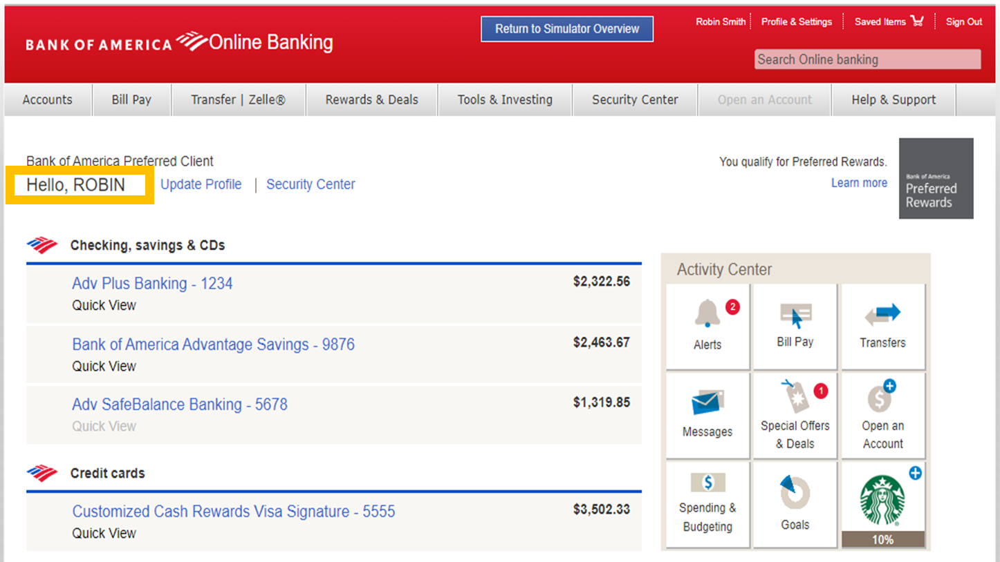 BANK OF AMERICA Online Banking
Return to Simulator Overview
Robin Smith Profile & Settings Saved Items Sign Out
Search Online banking
Accounts Bill Pay Transfer | Zelle® Rewards & Deals Tools & Investing Security Center Open an Account Help & Support
Bank of America Preferred Client
Hello, ROBIN Update Profile | Security Center
You qualify for Preferred Rewards.
Learn more
Bank of America
Preferred
Rewards
Checking, savings & CDs
Adv Plus Banking - 1234 $2,322.56
Quick View
Bank of America Advantage Savings - 9876 $2,463.67
Quick View
Adv SafeBalance Banking - 5678 $1,319.85
Quick View
Credit cards
Customized Cash Rewards Visa Signature - 5555 $3,502.33
Quick View
Activity Center
2
Alerts
Bill Pay
Transfers
Messages
1
Special Offers
& Deals
Open an
Account
Spending &
Budgeting
Goals
10%